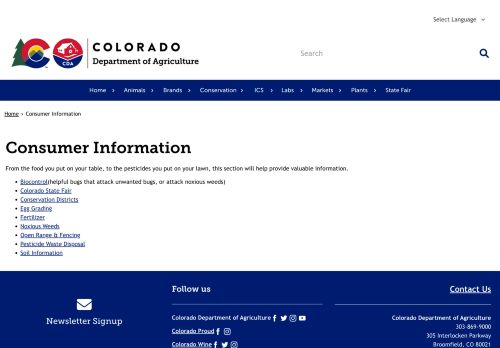 Select Language
COLORADO
Department of Agriculture
CDA
Search
Home > Animals > Brands > Conservation > ICS > Labs > Markets > Plants > State Fair
Home > Consumer Information
Consumer Information
From the food you put on your table, to the pesticides you put on your lawn, this section will help provide valuable information.
Biocontrol(helpful bugs that attack unwanted bugs, or attack noxious weeds)
Colorado State Fair
Conservation Districts
Egg Grading
Fertilizer
Noxious Weeds
Open Range & Fencing
Pesticide Waste Disposal
Soil Information
Newsletter Signup
Follow us
Colorado Department of Agriculture
Colorado Proud
Colorado Wine
Contact Us
Colorado Department of Agriculture
303-869-9000
305 Interlocken Parkway
Broomfield, CO 80021